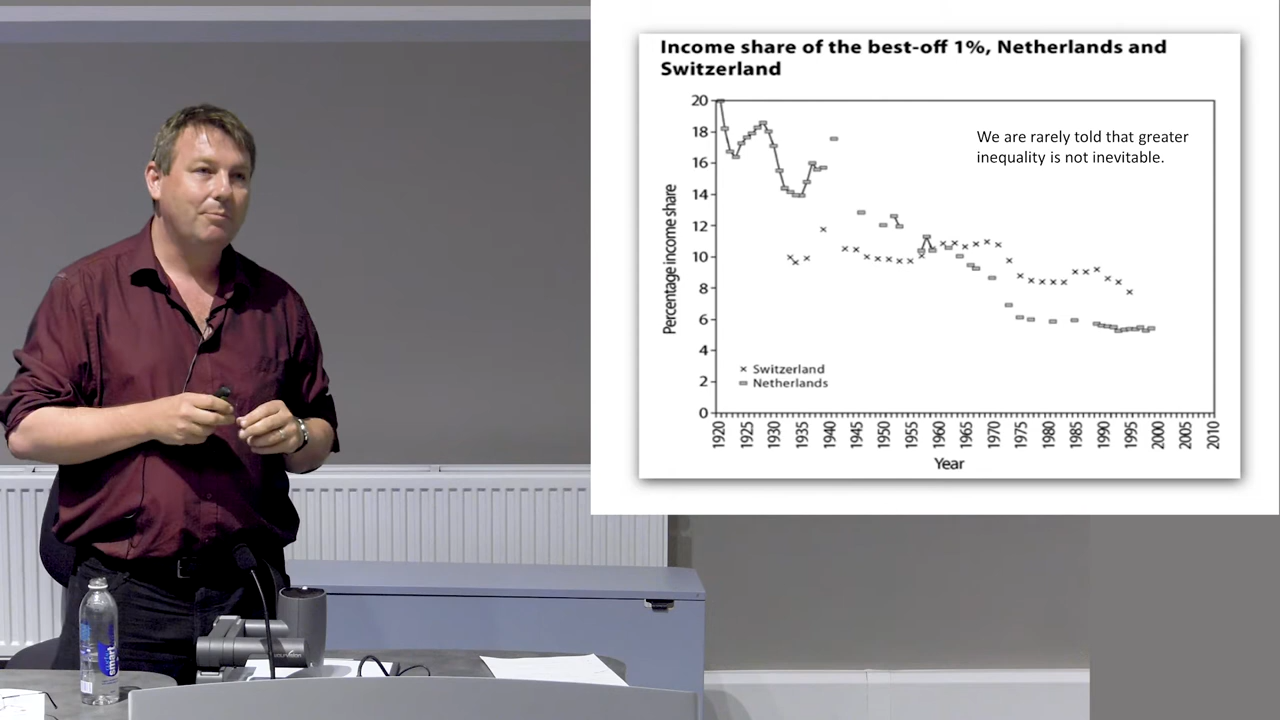 Income share of the best-off 1%, Netherlands and
Switzerland
We are rarely told that greater
inequality is not inevitable.
Percentage income share
20
18
16
14
12
10
8
6
4
2
0
× Switzerland
Netherlands
1920 1925 1930 1935 1940 1945 1950 1955 1960 1965 1970 1975 1980 1985 1990 1995 2000 2005 2010
Year
smart